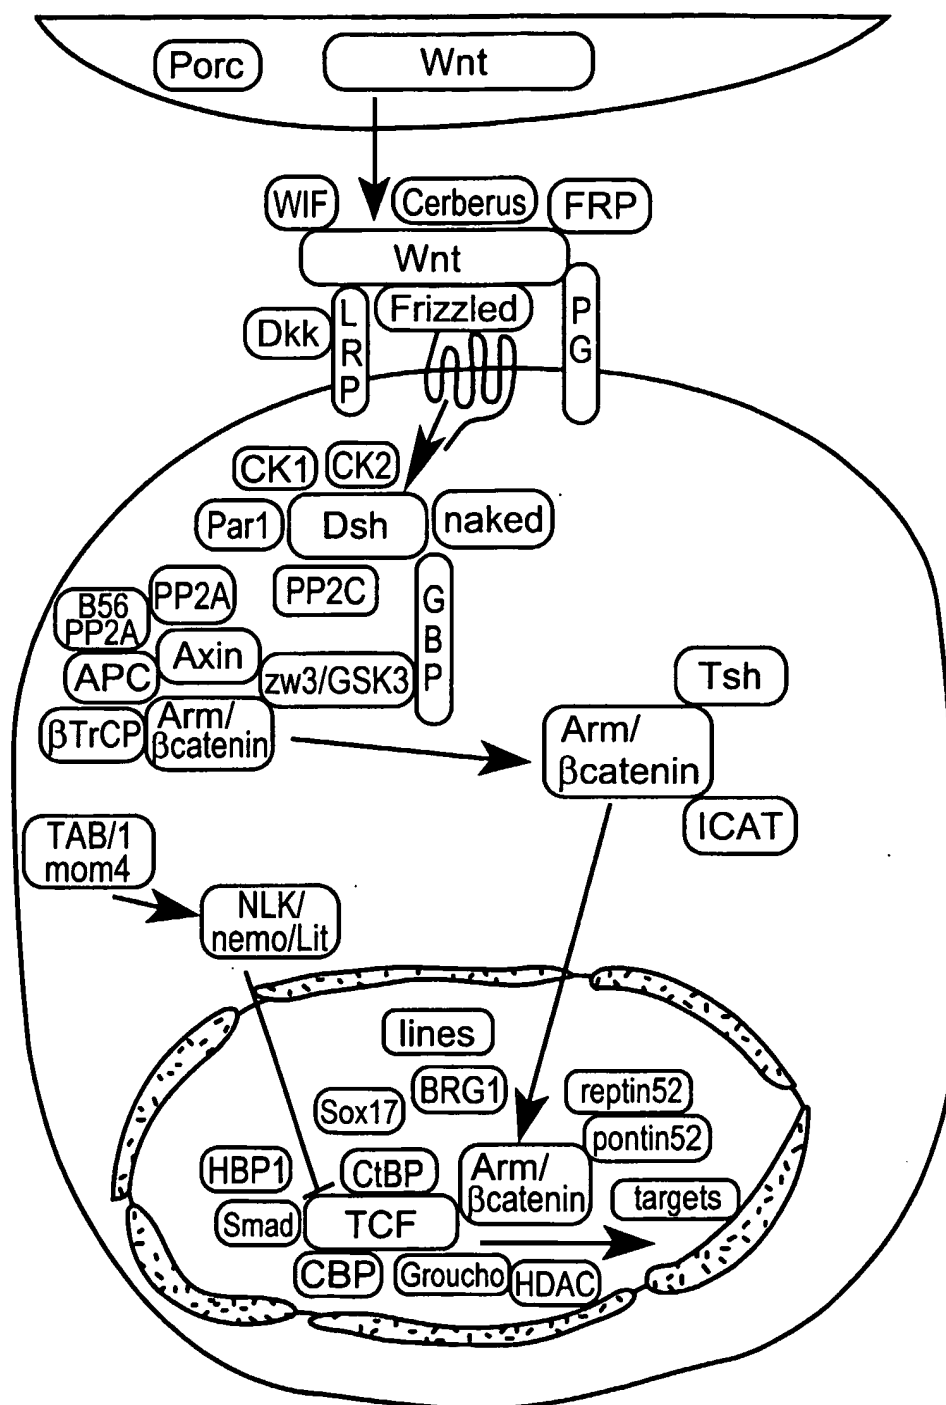 Porc
Wnt
WIF
Cerberus
FRP
Wnt
Dkk
L
R
P
Frizzled
P
G
CK1
CK2
Par1
Dsh
naked
B56
PP2A
PP2A
PP2C
G
B
P
APC
Axin
zw3/GSK3
βTrCP
Arm/
βcatenin
Tsh
Arm/
βcatenin
ICAT
TAB/1
mom4
NLK/
nemo/Lit
lines
BRG1
Sox17
reptin52
pontin52
HBP1
CtBP
Arm/
βcatenin
targets
Smad
TCF
CBP
Groucho
HDAC